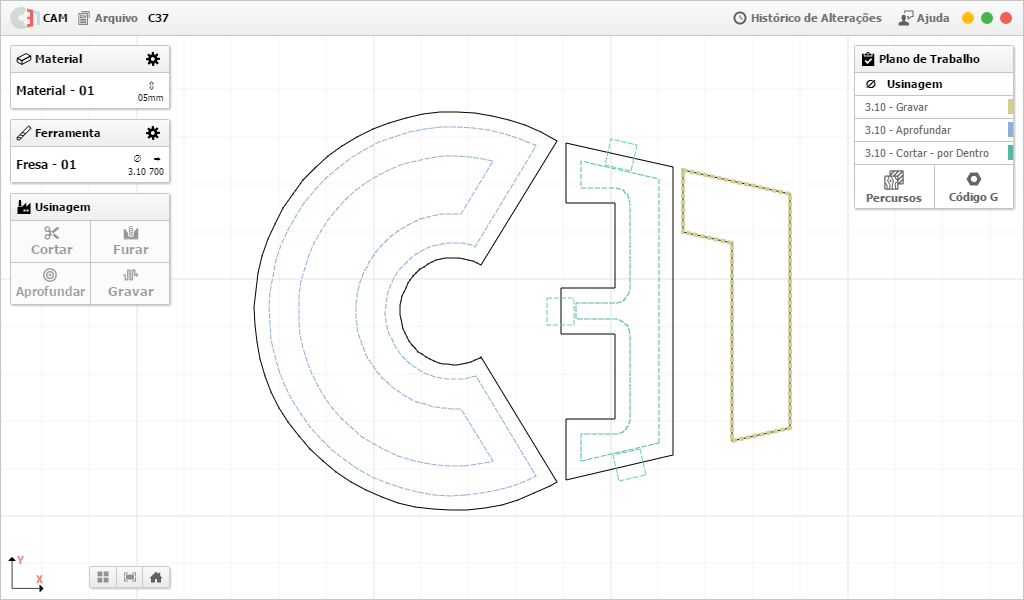 CAM Arquivo C37
Histórico de Alterações Ajuda
Material
Material - 01
05mm
Ferramenta
Fresa - 01
3.10 700
Usinagem
Cortar Furar
Aprofundar Gravar
Plano de Trabalho
Usinagem
3.10 - Gravar
3.10 - Aprofundar
3.10 - Cortar - por Dentro
Percursos Código G
Y
X